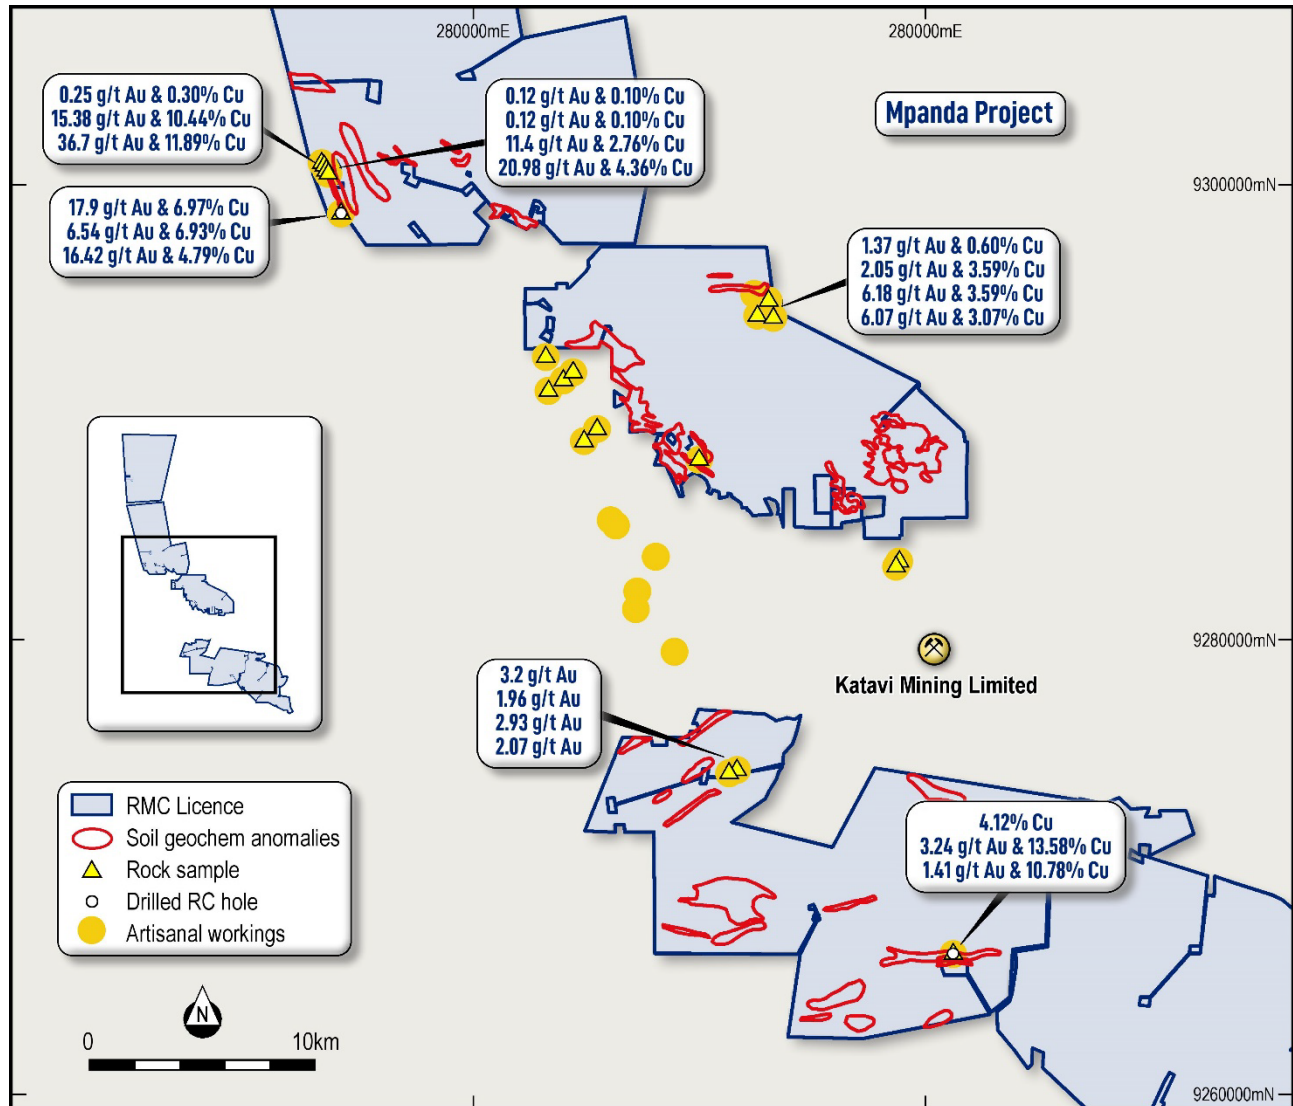 280000mE
280000mE
Mpanda Project
0.25 g/t Au & 0.30% Cu
15.38 g/t Au & 10.44% Cu
36.7 g/t Au & 11.89% Cu
0.12 g/t Au & 0.10% Cu
0.12 g/t Au & 0.10% Cu
11.4 g/t Au & 2.76% Cu
20.98 g/t Au & 4.36% Cu
9300000mN
17.9 g/t Au & 6.97% Cu
6.54 g/t Au & 6.93% Cu
16.42 g/t Au & 4.79% Cu
1.37 g/t Au & 0.60% Cu
2.05 g/t Au & 3.59% Cu
6.18 g/t Au & 3.59% Cu
6.07 g/t Au & 3.07% Cu
9280000mN
Katavi Mining Limited
3.2 g/t Au
1.96 g/t Au
2.93 g/t Au
2.07 g/t Au
4.12% Cu
3.24 g/t Au & 13.58% Cu
1.41 g/t Au & 10.78% Cu
RMC Licence
Soil geochem anomalies
Rock sample
Drilled RC hole
Artisanal workings
N
0 10km
9260000mN